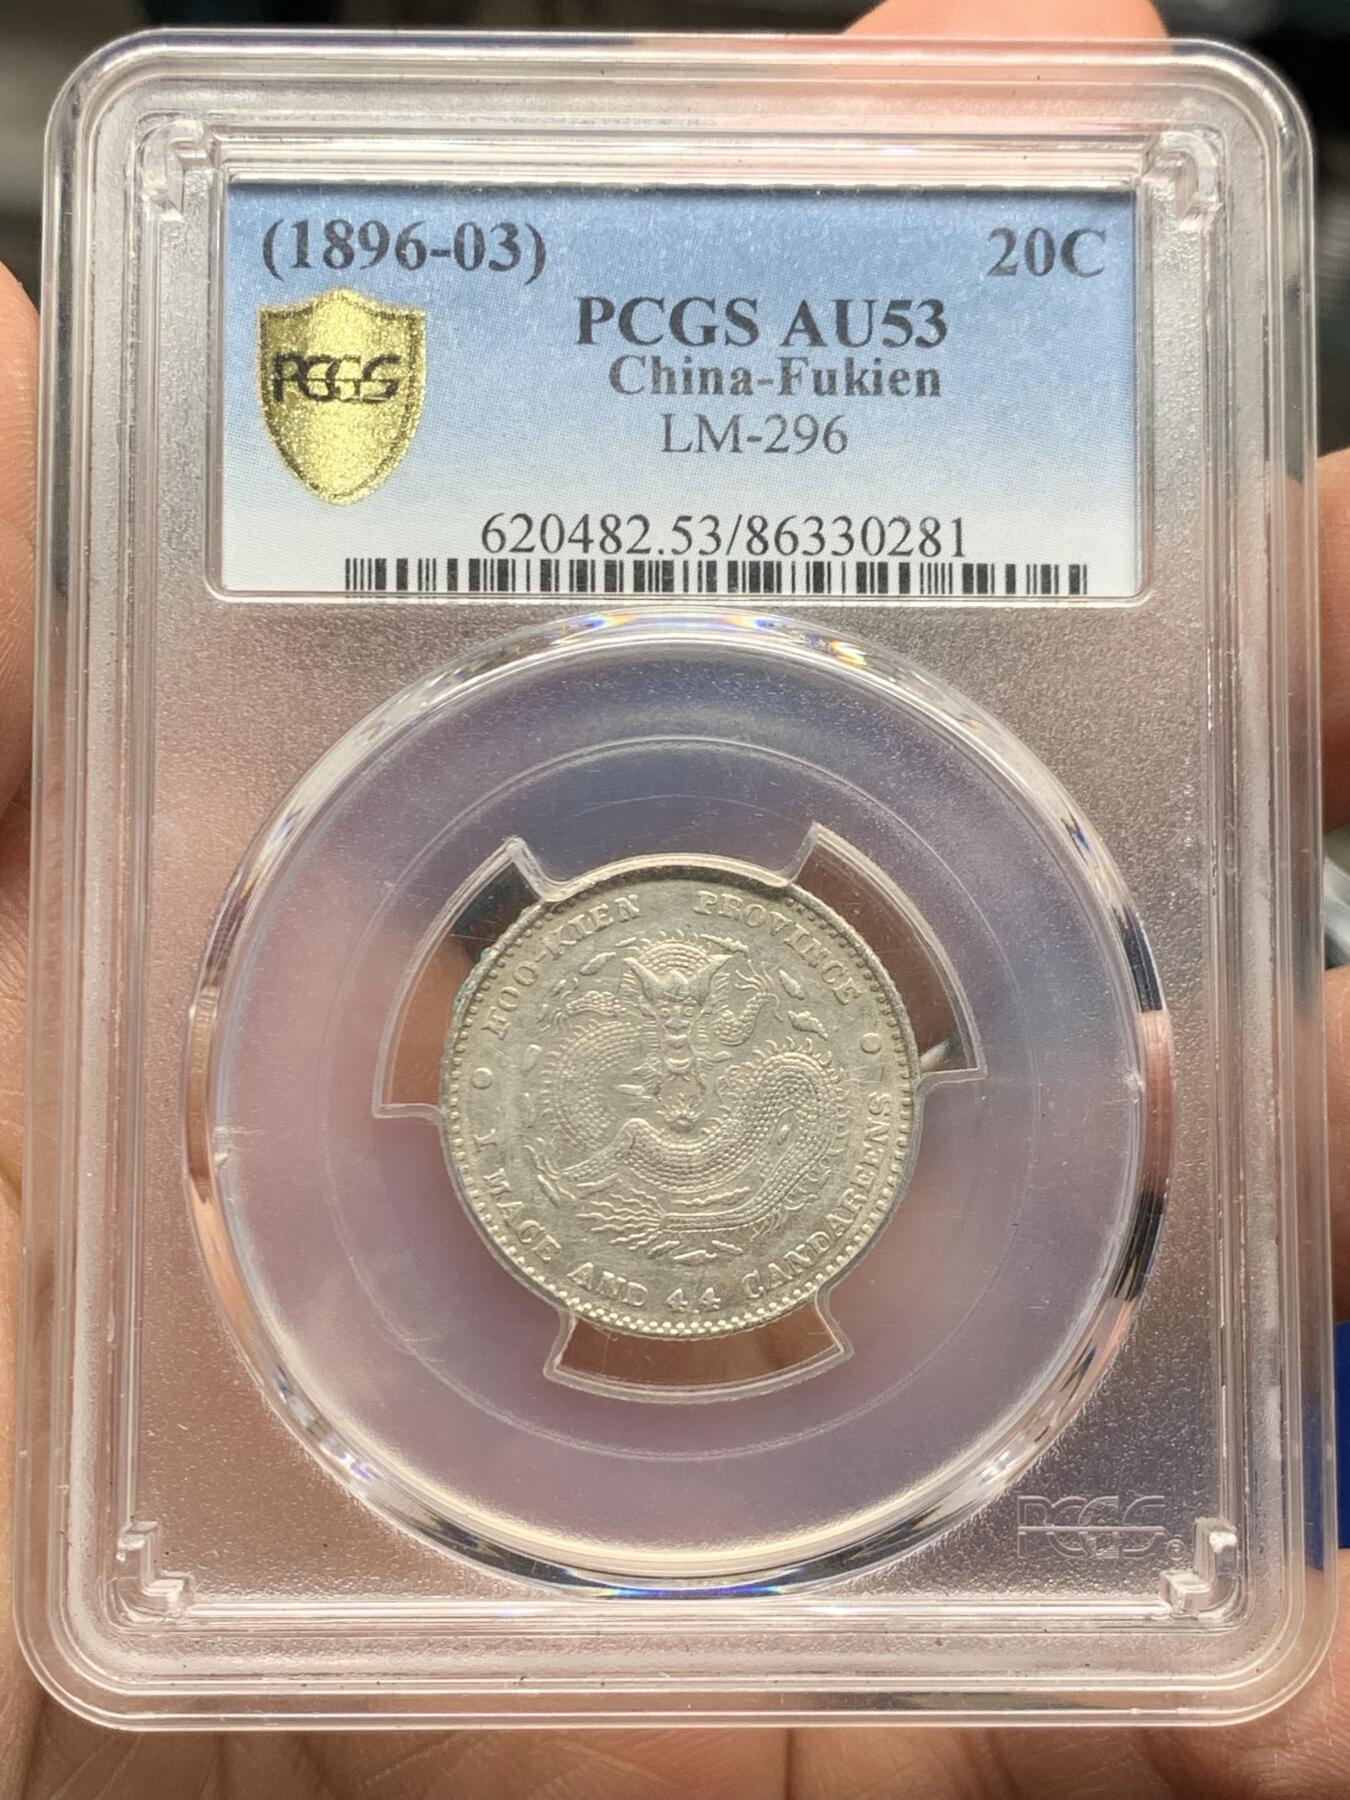 (1896-03) 20C
PCGS AU53
China-Fukien
LM-296
620482.53/86330281
PCGS
FOO-KIEN PROVINCE
1 MACE AND 44 CANDAREENS
PCGS